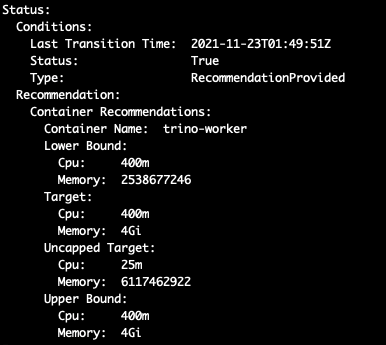 Status:
Conditions:
Last Transition Time: 2021-11-23T01:49:51Z
Status: True
Type: RecommendationProvided
Recommendation:
Container Recommendations:
Container Name: trino-worker
Lower Bound:
Cpu: 400m
Memory: 2538677246
Target:
Cpu: 400m
Memory: 4Gi
Uncapped Target:
Cpu: 25m
Memory: 6117462922
Upper Bound:
Cpu: 400m
Memory: 4Gi